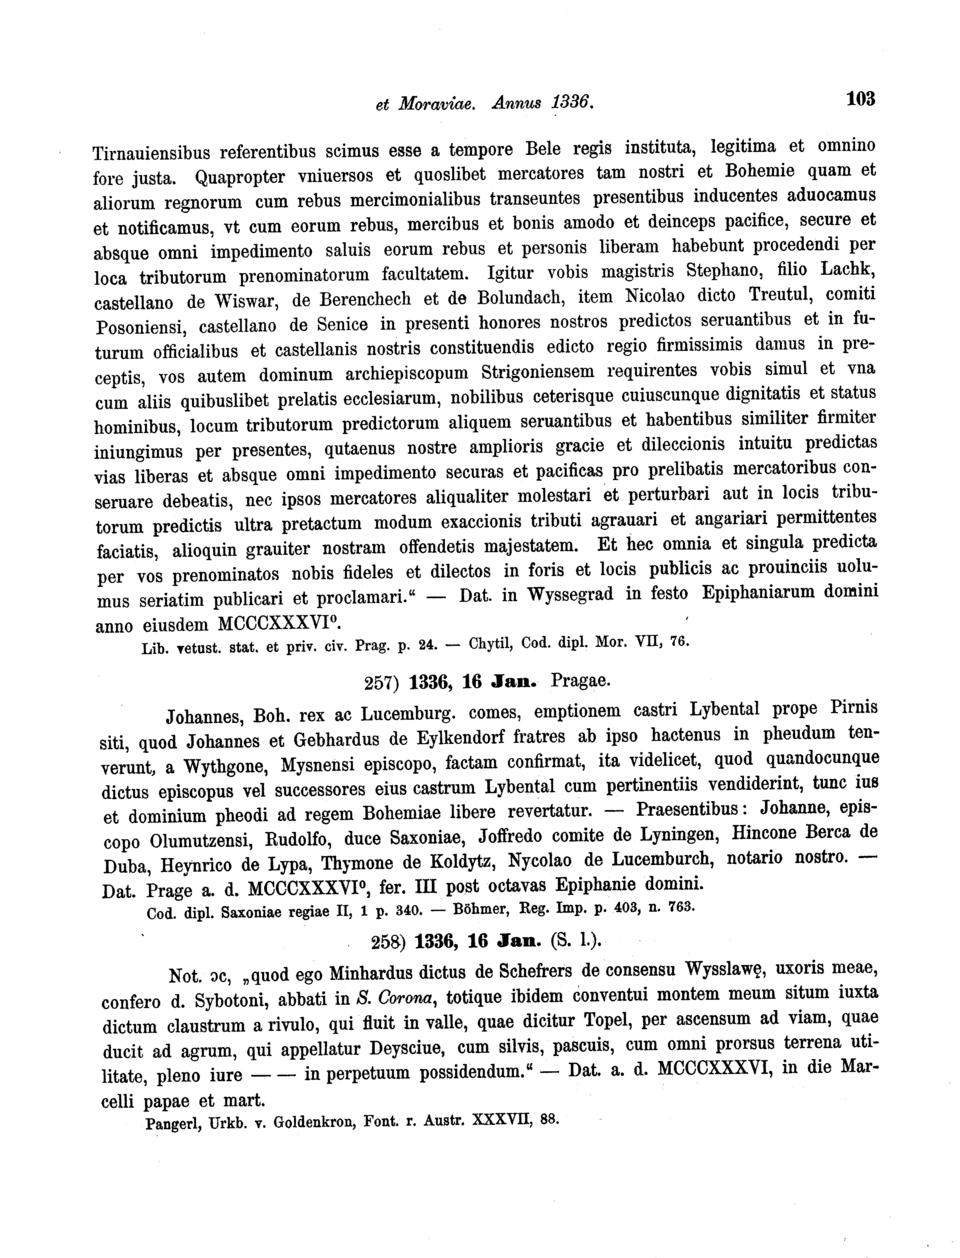 et Moraviae. Annus 1336. 103
Tirnauiensibus referentibus scimus esse a tempore Bele regis instituta, legitima et omnino
fore justa. Quapropter vniuersos et quoslibet mercatores tam nostri et Bohemie quam et
aliorum regnorum cum rebus mercimonialibus transeuntes presentibus inducentes aduocamus
et notificamus, vt cum eorum rebus, mercibus et bonis amodo et deinceps pacifice, secure et
absque omni impedimento saluis eorum rebus et personis liberam habebunt procedendi per
loca tributorum prenominatorum facultatem. Igitur vobis magistris Stephano, filio Lachk,
castellano de Wiswar, de Berenchech et de Bolundach, item Nicolao dicto Treutul, comiti
Posoniensi, castellano de Senice in presenti honores nostros predictos seruantibus et in fu-
turum officialibus et castellanis nostris constituendis edicto regio firmissimis damus in pre-
ceptis, vos autem dominum archiepiscopum Strigoniensem requirentes vobis simul et vna
cum aliis quibuslibet prelatis ecclesiarum, nobilibus ceterisque cuiuscunque dignitatis et status
hominibus, locum tributorum predictorum aliquem seruantibus et habentibus similiter firmiter
iniungimus per presentes, qutaenus nostre amplioris gracie et dileccionis intuitu predictas
vias liberas et absque omni impedimento securas et pacificas pro prelibatis mercatoribus con-
seruare debeatis, nec ipsos mercatores aliqualiter molestari et perturbari aut in locis tribu-
torum predictis ultra pretactum modum exaccionis tributi agrauari et angariari permittentes
faciatis, alioquin grauiter nostram offendetis majestatem. Et hec omnia et singula predicta
per vos prenominatos nobis fideles et dilectos in foris et locis publicis ac prouinciis uolu-
mus seriatim publicari et proclamari.“ — Dat. in Wyssegrad in festo Epiphaniarum domini
anno eiusdem MCCCXXXVI⁰.
Lib. vetust. stat. et priv. civ. Prag. p. 24. — Chytil, Cod. dipl. Mor. VII, 76.
257) 1336, 16 Jan. Pragae.
Johannes, Boh. rex ac Lucemburg. comes, emptionem castri Lybental prope Pirnis
siti, quod Johannes et Gebhardus de Eylkendorf fratres ab ipso hactenus in pheudum ten-
verunt, a Wythgone, Mysnensi episcopo, factam confirmat, ita videlicet, quod quandocunque
dictus episcopus vel successores eius castrum Lybental cum pertinentiis vendiderint, tunc ius
et dominium pheodi ad regem Bohemiae libere revertatur. — Praesentibus: Johanne, epis-
copo Olumutzensi, Rudolfo, duce Saxoniae, Joffredo comite de Lyningen, Hincone Berca de
Duba, Heynrico de Lypa, Thymone de Koldytz, Nycolao de Lucemburch, notario nostro. —
Dat. Prage a. d. MCCCXXXVI⁰, fer. III post octavas Epiphanie domini.
Cod. dipl. Saxoniae regiae II, 1 p. 340. — Böhmer, Reg. Imp. p. 403, n. 763.
258) 1336, 16 Jan. (S. l.).
Not. ɔc, „quod ego Minhardus dictus de Schefrers de consensu Wysslawę, uxoris meae,
confero d. Sybotoni, abbati in S. Corona, totique ibidem conventui montem meum situm iuxta
dictum claustrum a rivulo, qui fluit in valle, quae dicitur Topel, per ascensum ad viam, quae
ducit ad agrum, qui appellatur Deysciue, cum silvis, pascuis, cum omni prorsus terrena uti-
litate, pleno iure — — in perpetuum possidendum.“ — Dat. a. d. MCCCXXXVI, in die Mar-
celli papae et mart.
Pangerl, Urkb. v. Goldenkron, Font. r. Austr. XXXVII, 88.